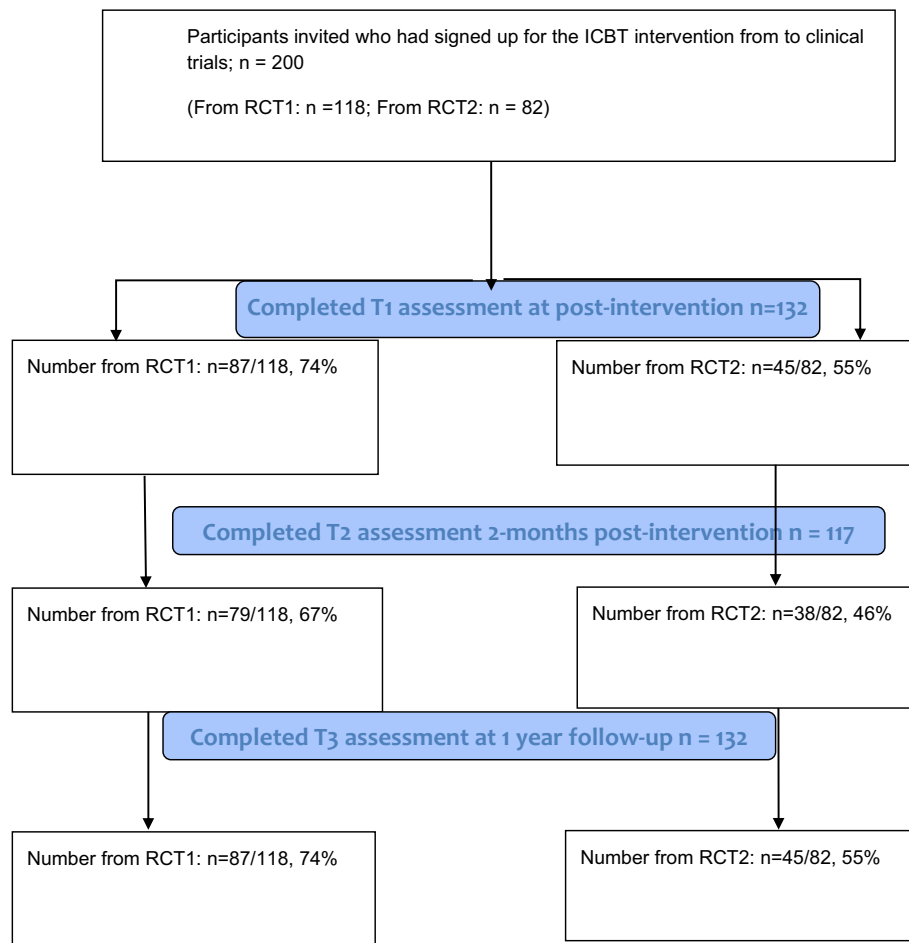 Participants invited who had signed up for the ICBT intervention from to clinical
trials; n = 200
(From RCT1: n =118; From RCT2: n = 82)
Completed T1 assessment at post-intervention n=132
Number from RCT1: n=87/118, 74%
Number from RCT2: n=45/82, 55%
Completed T2 assessment 2-months post-intervention n = 117
Number from RCT1: n=79/118, 67%
Number from RCT2: n=38/82, 46%
Completed T3 assessment at 1 year follow-up n = 132
Number from RCT1: n=87/118, 74%
Number from RCT2: n=45/82, 55%